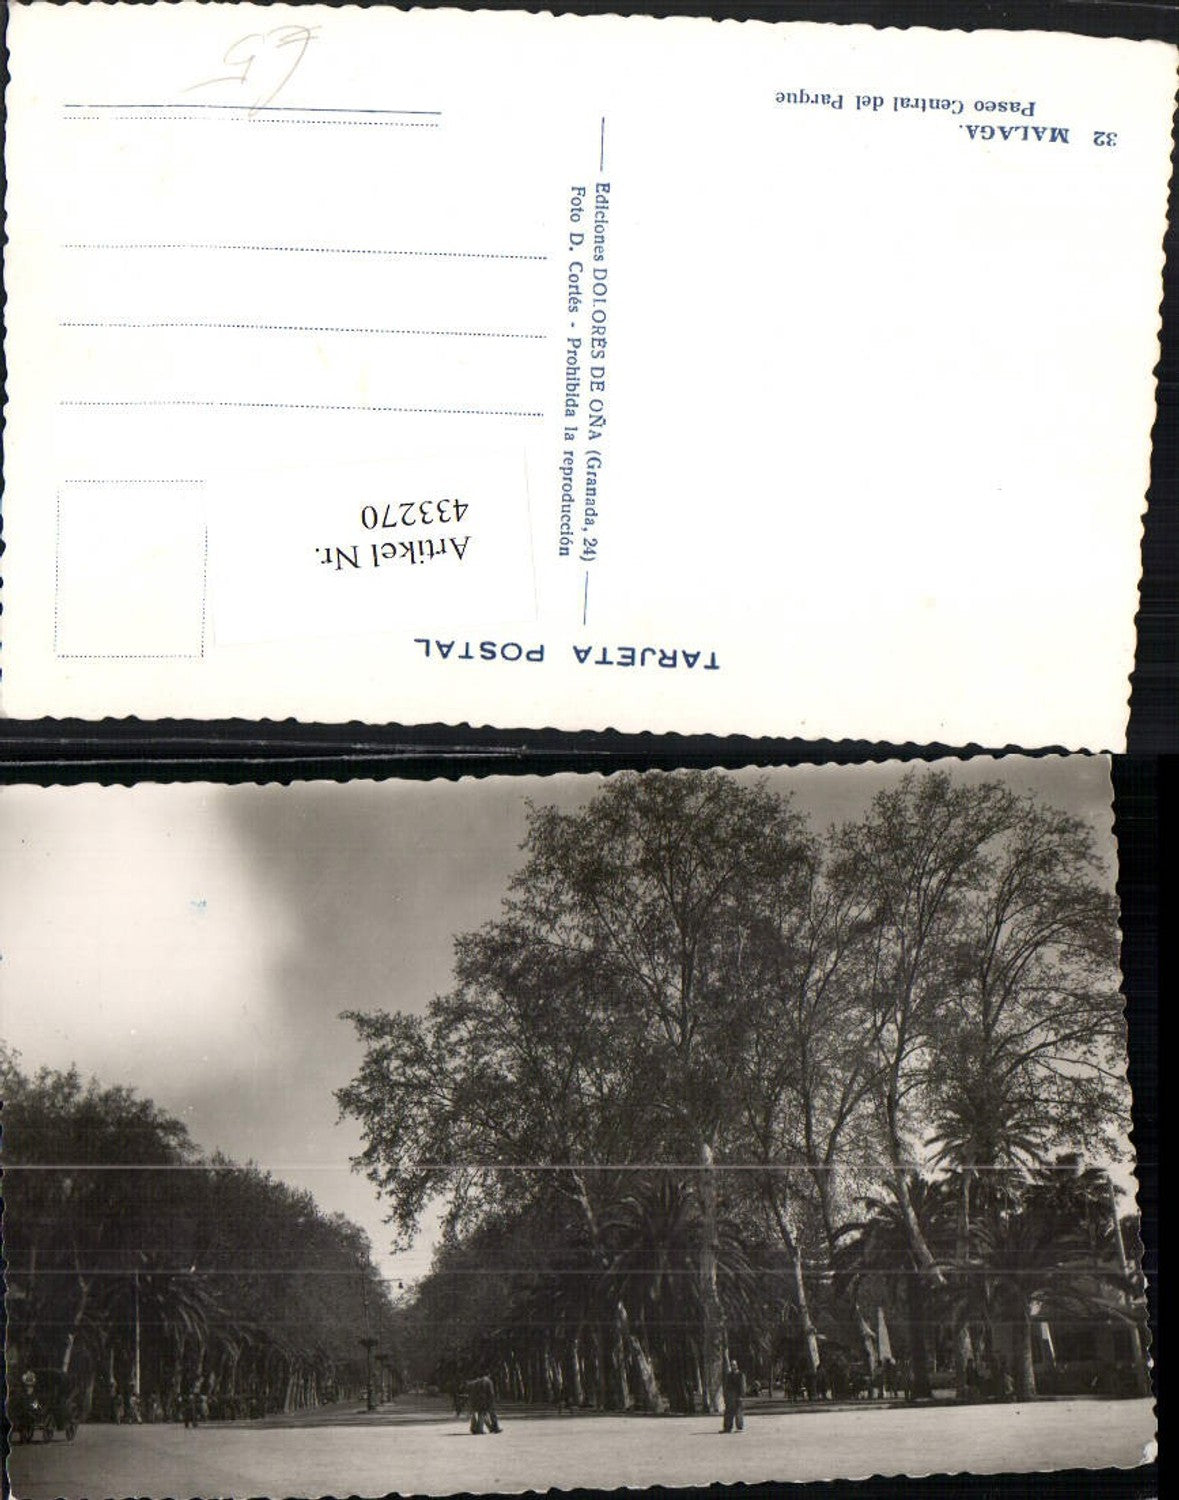 32 MALAGA.
Paseo Central del Parque
Ediciones DOLORES DE OÑA (Granada, 24)
Foto D. Cortés - Prohibida la reproducción
TARJETA POSTAL
Artikel Nr.
433270